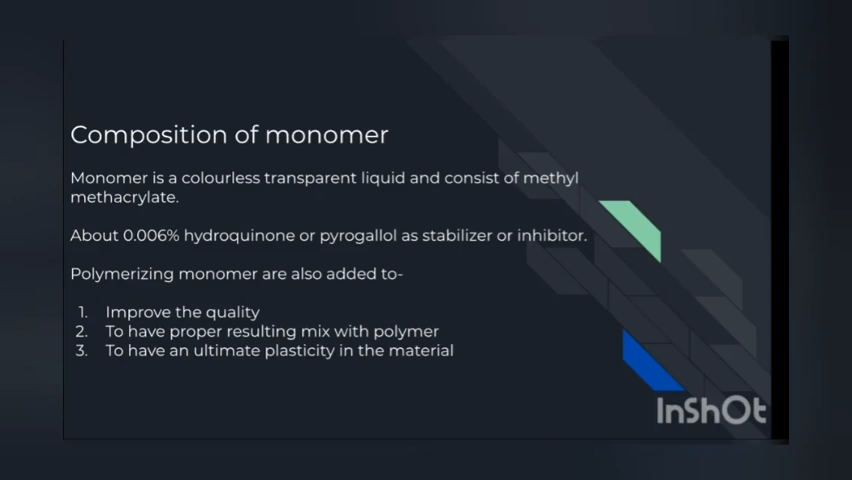 Composition of monomer
Monomer is a colourless transparent liquid and consist of methyl
methacrylate.
About 0.006% hydroquinone or pyrogallol as stabilizer or inhibitor.
Polymerizing monomer are also added to-
1. Improve the quality
2. To have proper resulting mix with polymer
3. To have an ultimate plasticity in the material
InShOt